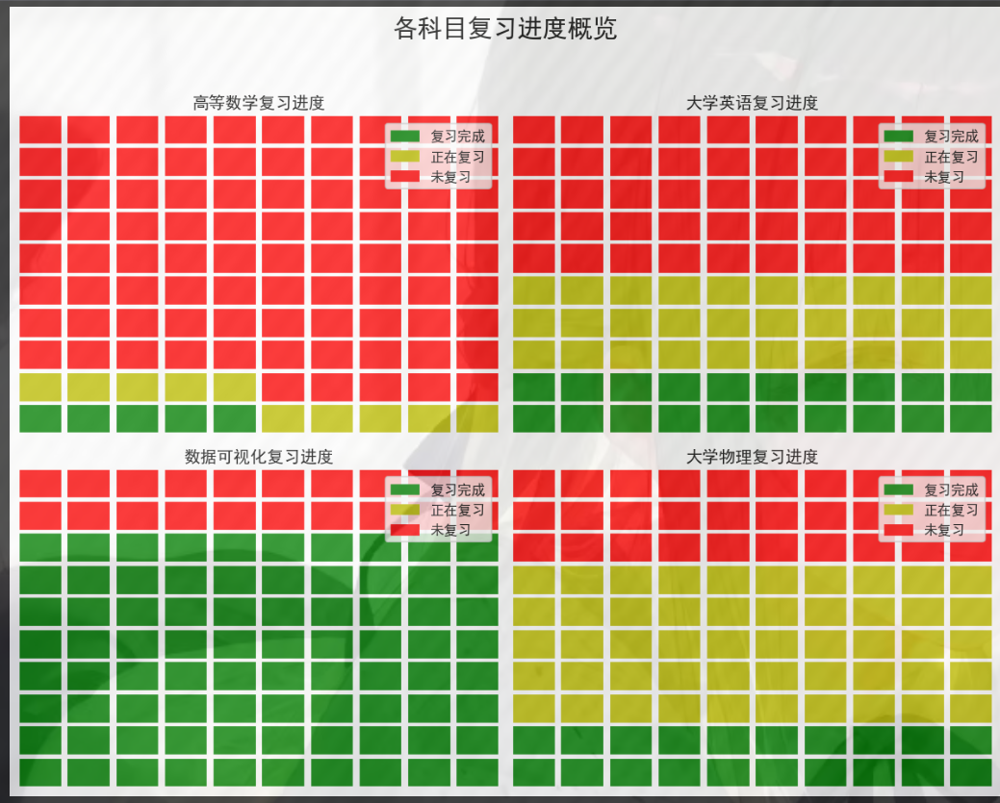 各科目复习进度概览
高等数学复习进度
复习完成
正在复习
未复习
大学英语复习进度
复习完成
正在复习
未复习
数据可视化复习进度
复习完成
正在复习
未复习
大学物理复习进度
复习完成
正在复习
未复习